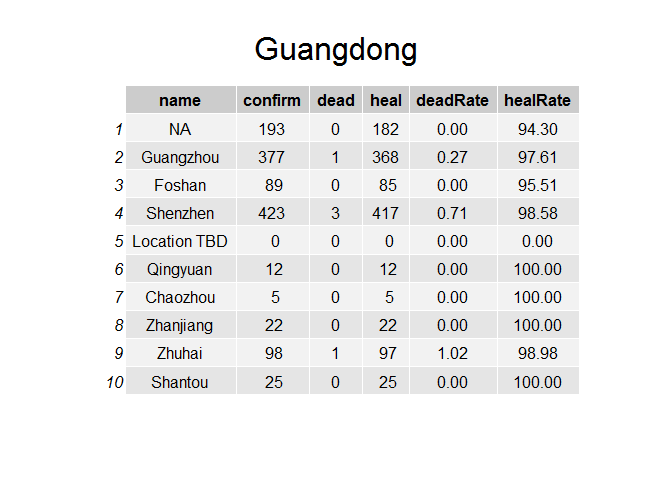 Guangdong
name confirm dead heal deadRate healRate
1 NA 193 0 182 0.00 94.30
2 Guangzhou 377 1 368 0.27 97.61
3 Foshan 89 0 85 0.00 95.51
4 Shenzhen 423 3 417 0.71 98.58
5 Location TBD 0 0 0 0.00 0.00
6 Qingyuan 12 0 12 0.00 100.00
7 Chaozhou 5 0 5 0.00 100.00
8 Zhanjiang 22 0 22 0.00 100.00
9 Zhuhai 98 1 97 1.02 98.98
10 Shantou 25 0 25 0.00 100.00